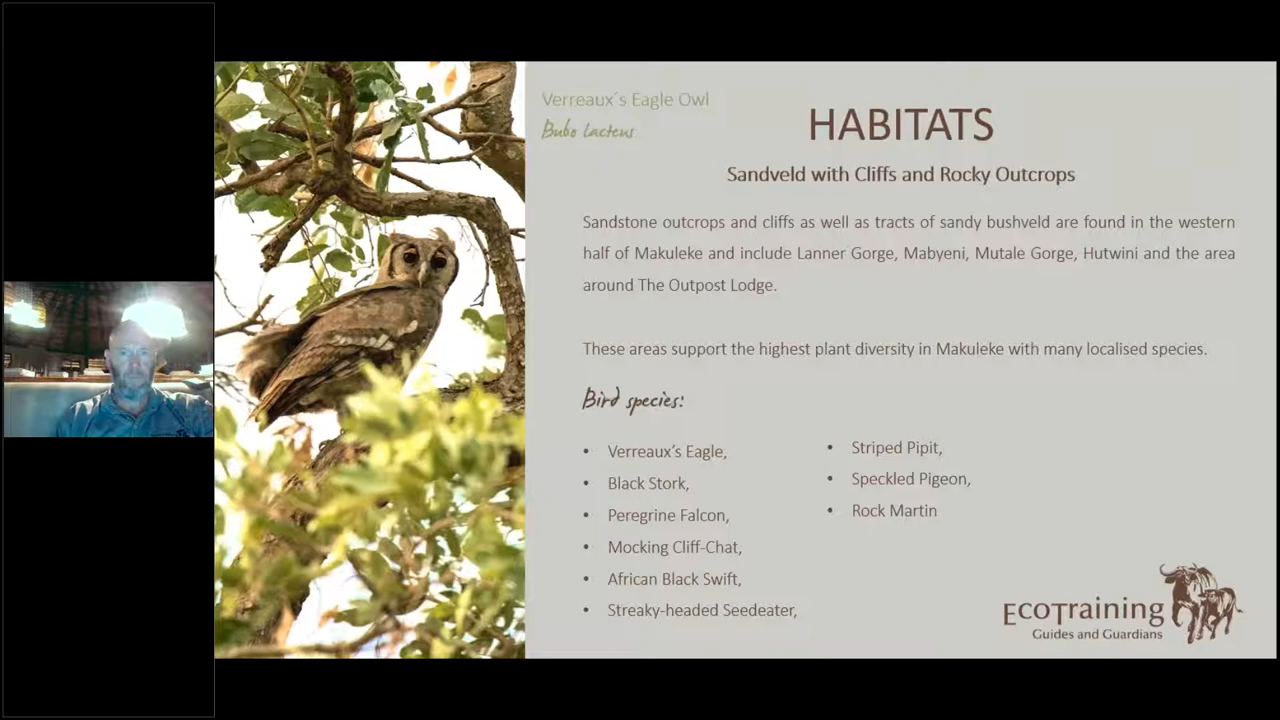 Verreaux´s Eagle Owl
Bubo lacteus
HABITATS
Sandveld with Cliffs and Rocky Outcrops
Sandstone outcrops and cliffs as well as tracts of sandy bushveld are found in the western
half of Makuleke and include Lanner Gorge, Mabyeni, Mutale Gorge, Hutwini and the area
around The Outpost Lodge.
These areas support the highest plant diversity in Makuleke with many localised species.
Bird species:
• Verreaux´s Eagle,
• Black Stork,
• Peregrine Falcon,
• Mocking Cliff-Chat,
• African Black Swift,
• Streaky-headed Seedeater,
• Striped Pipit,
• Speckled Pigeon,
• Rock Martin
ECOTraining
Guides and Guardians